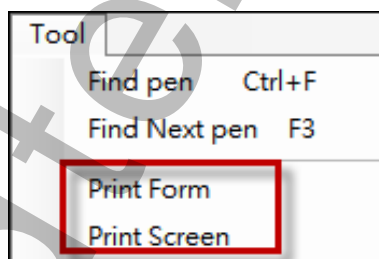 Tool
Find pen Ctrl+F
Find Next pen F3
Print Form
Print Screen